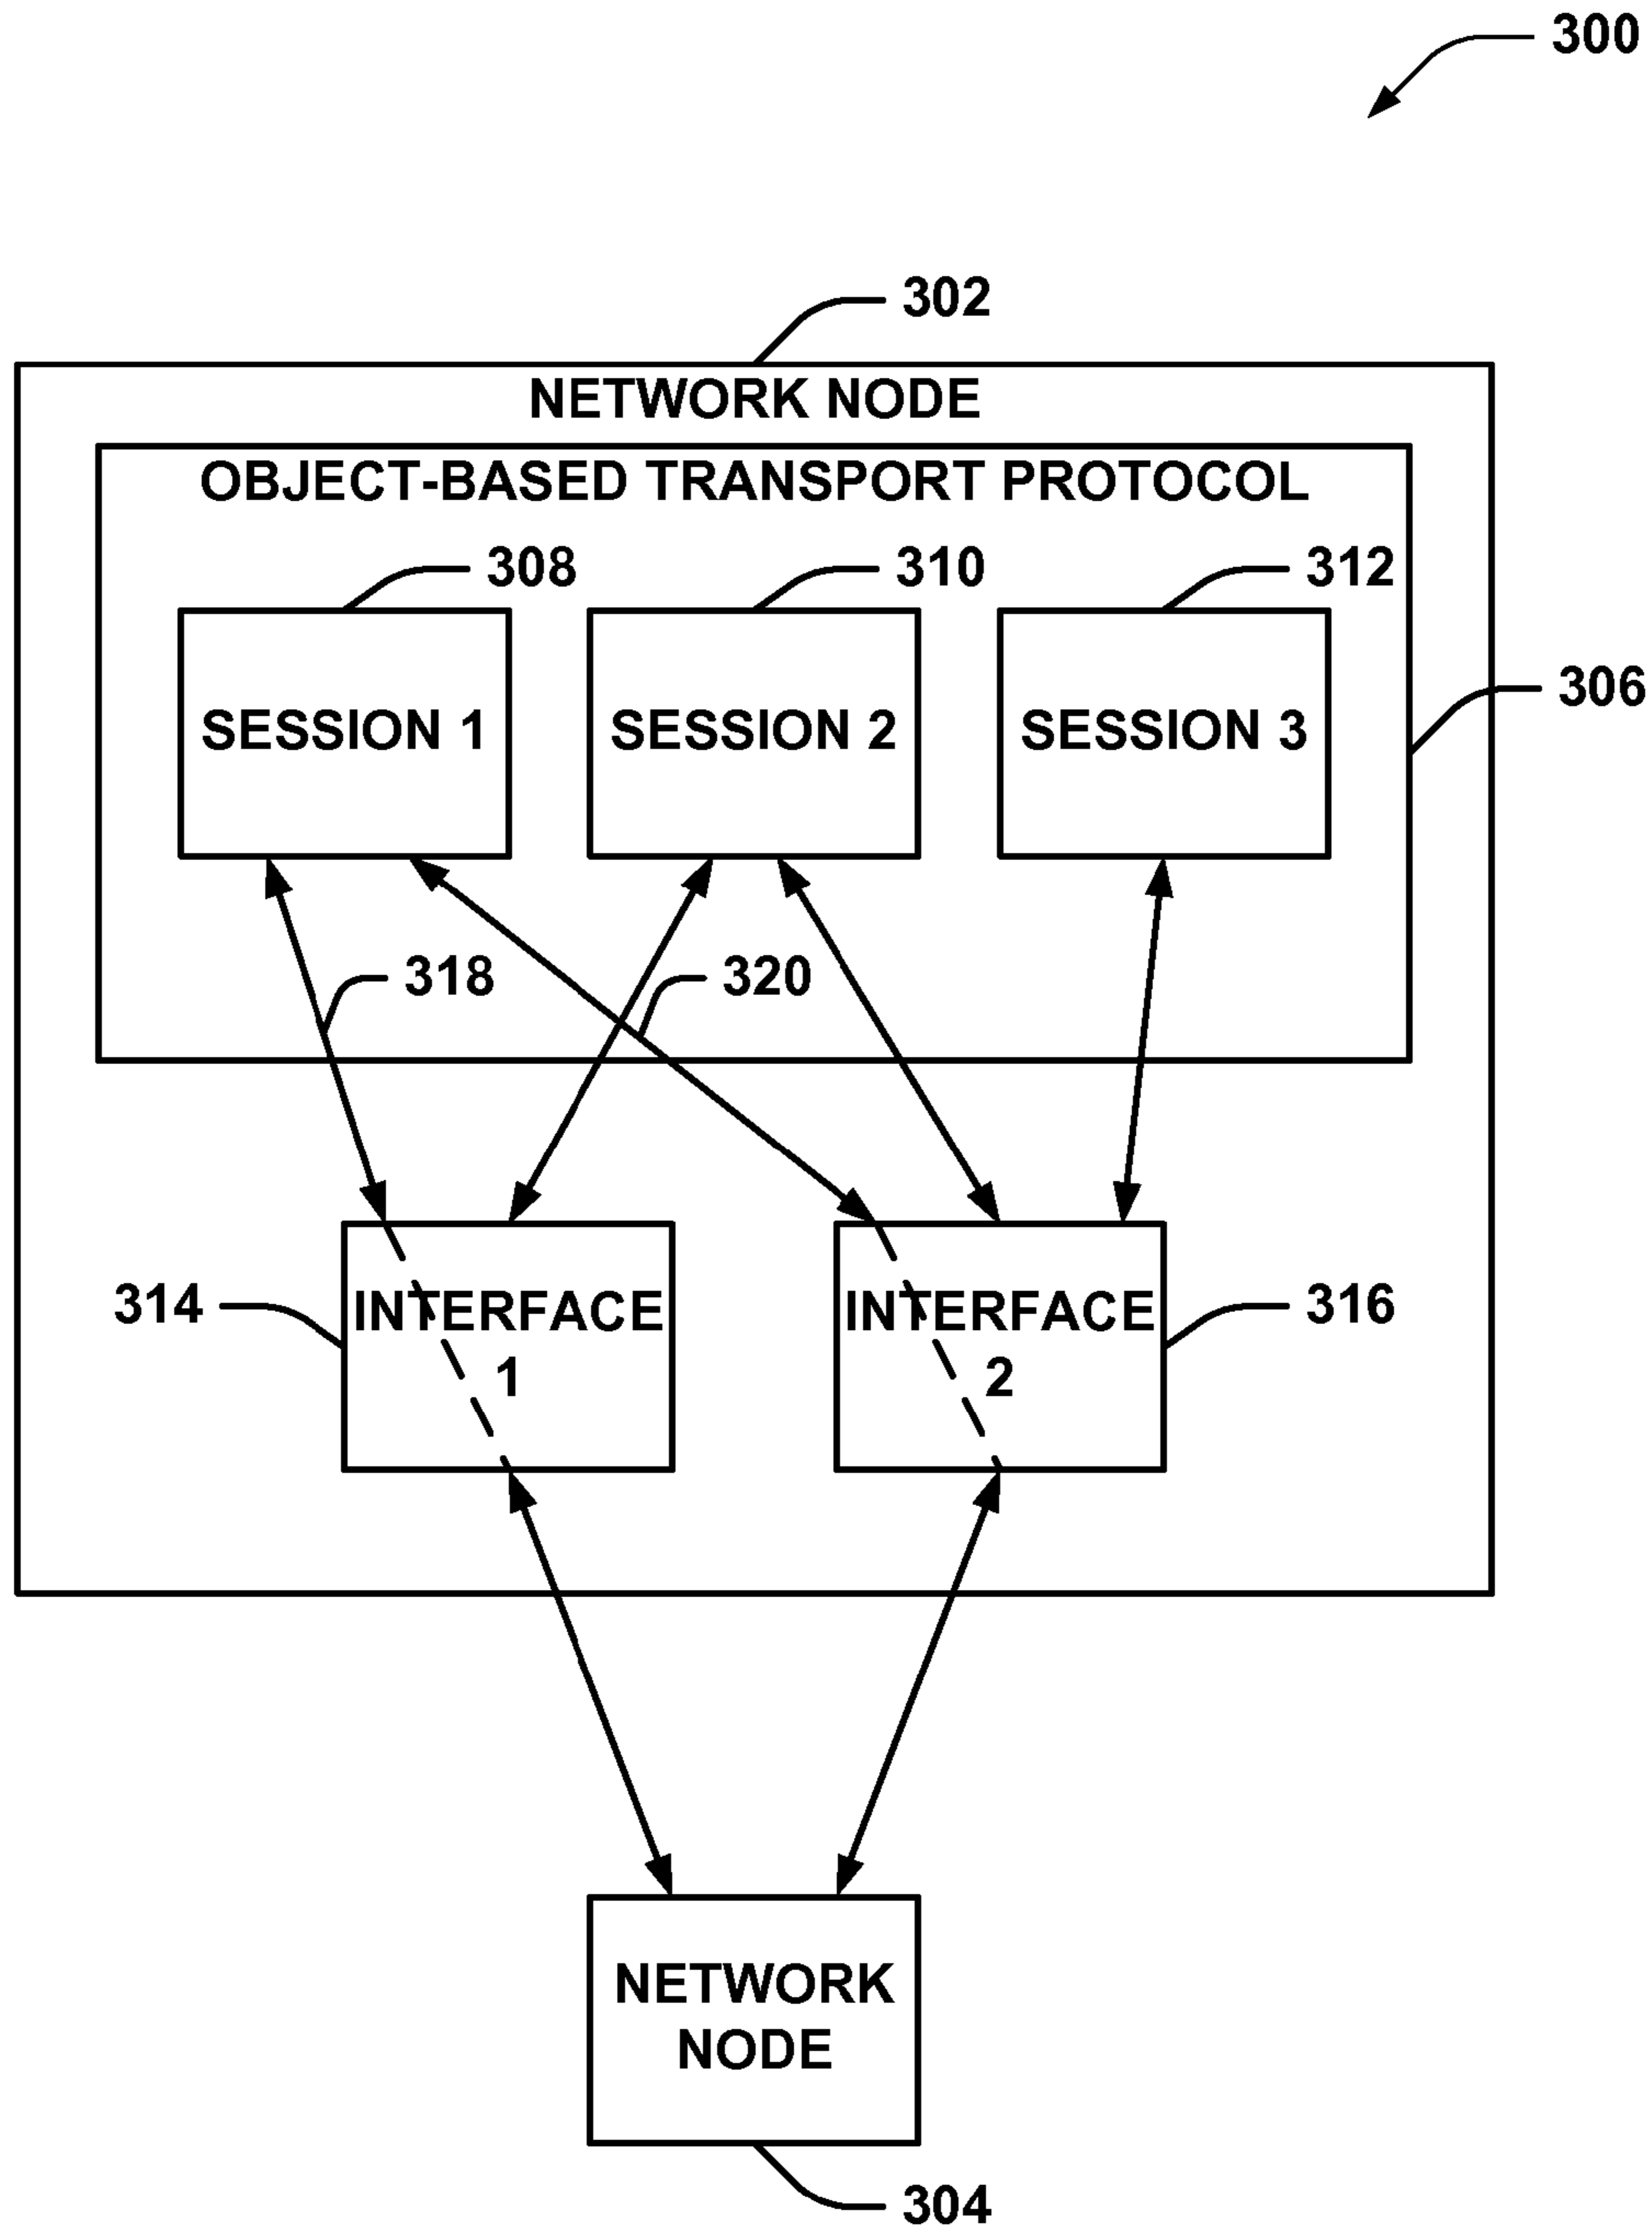 300
302
NETWORK NODE
OBJECT-BASED TRANSPORT PROTOCOL
308
310
312
306
SESSION 1
SESSION 2
SESSION 3
318
320
314
INTERFACE
1
INTERFACE
2
316
NETWORK
NODE
304